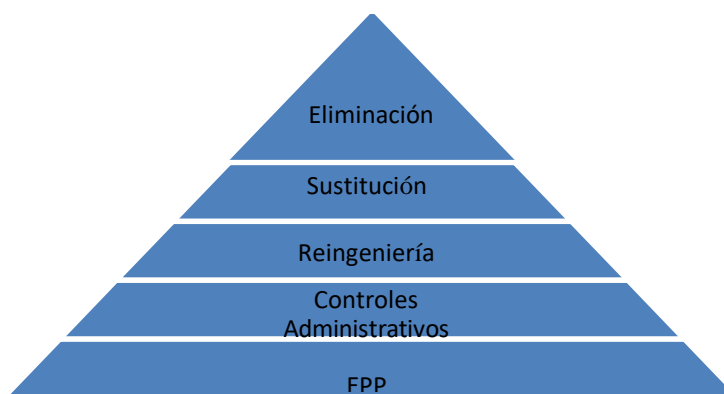 Eliminación
Sustitución
Reingeniería
Controles
Administrativos
EPP